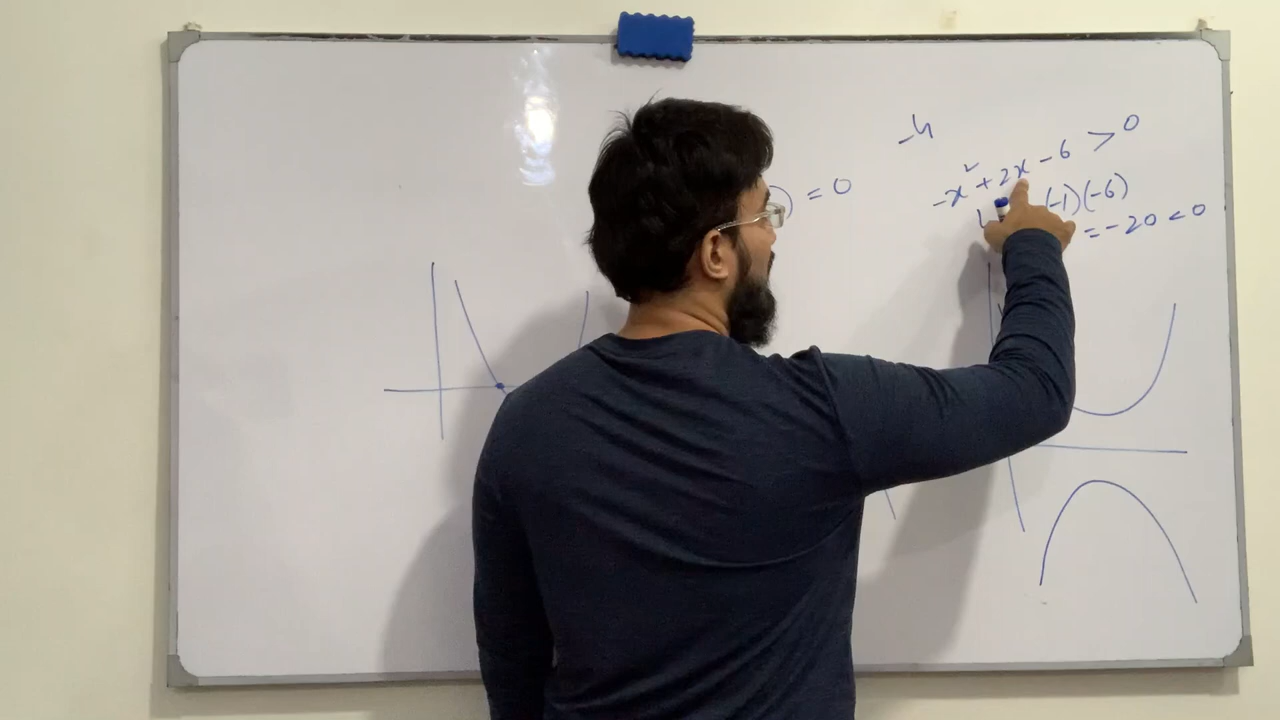 -4
-x² + 2x - 6 > 0
) = 0
(-1)(-6)
= -20 < 0